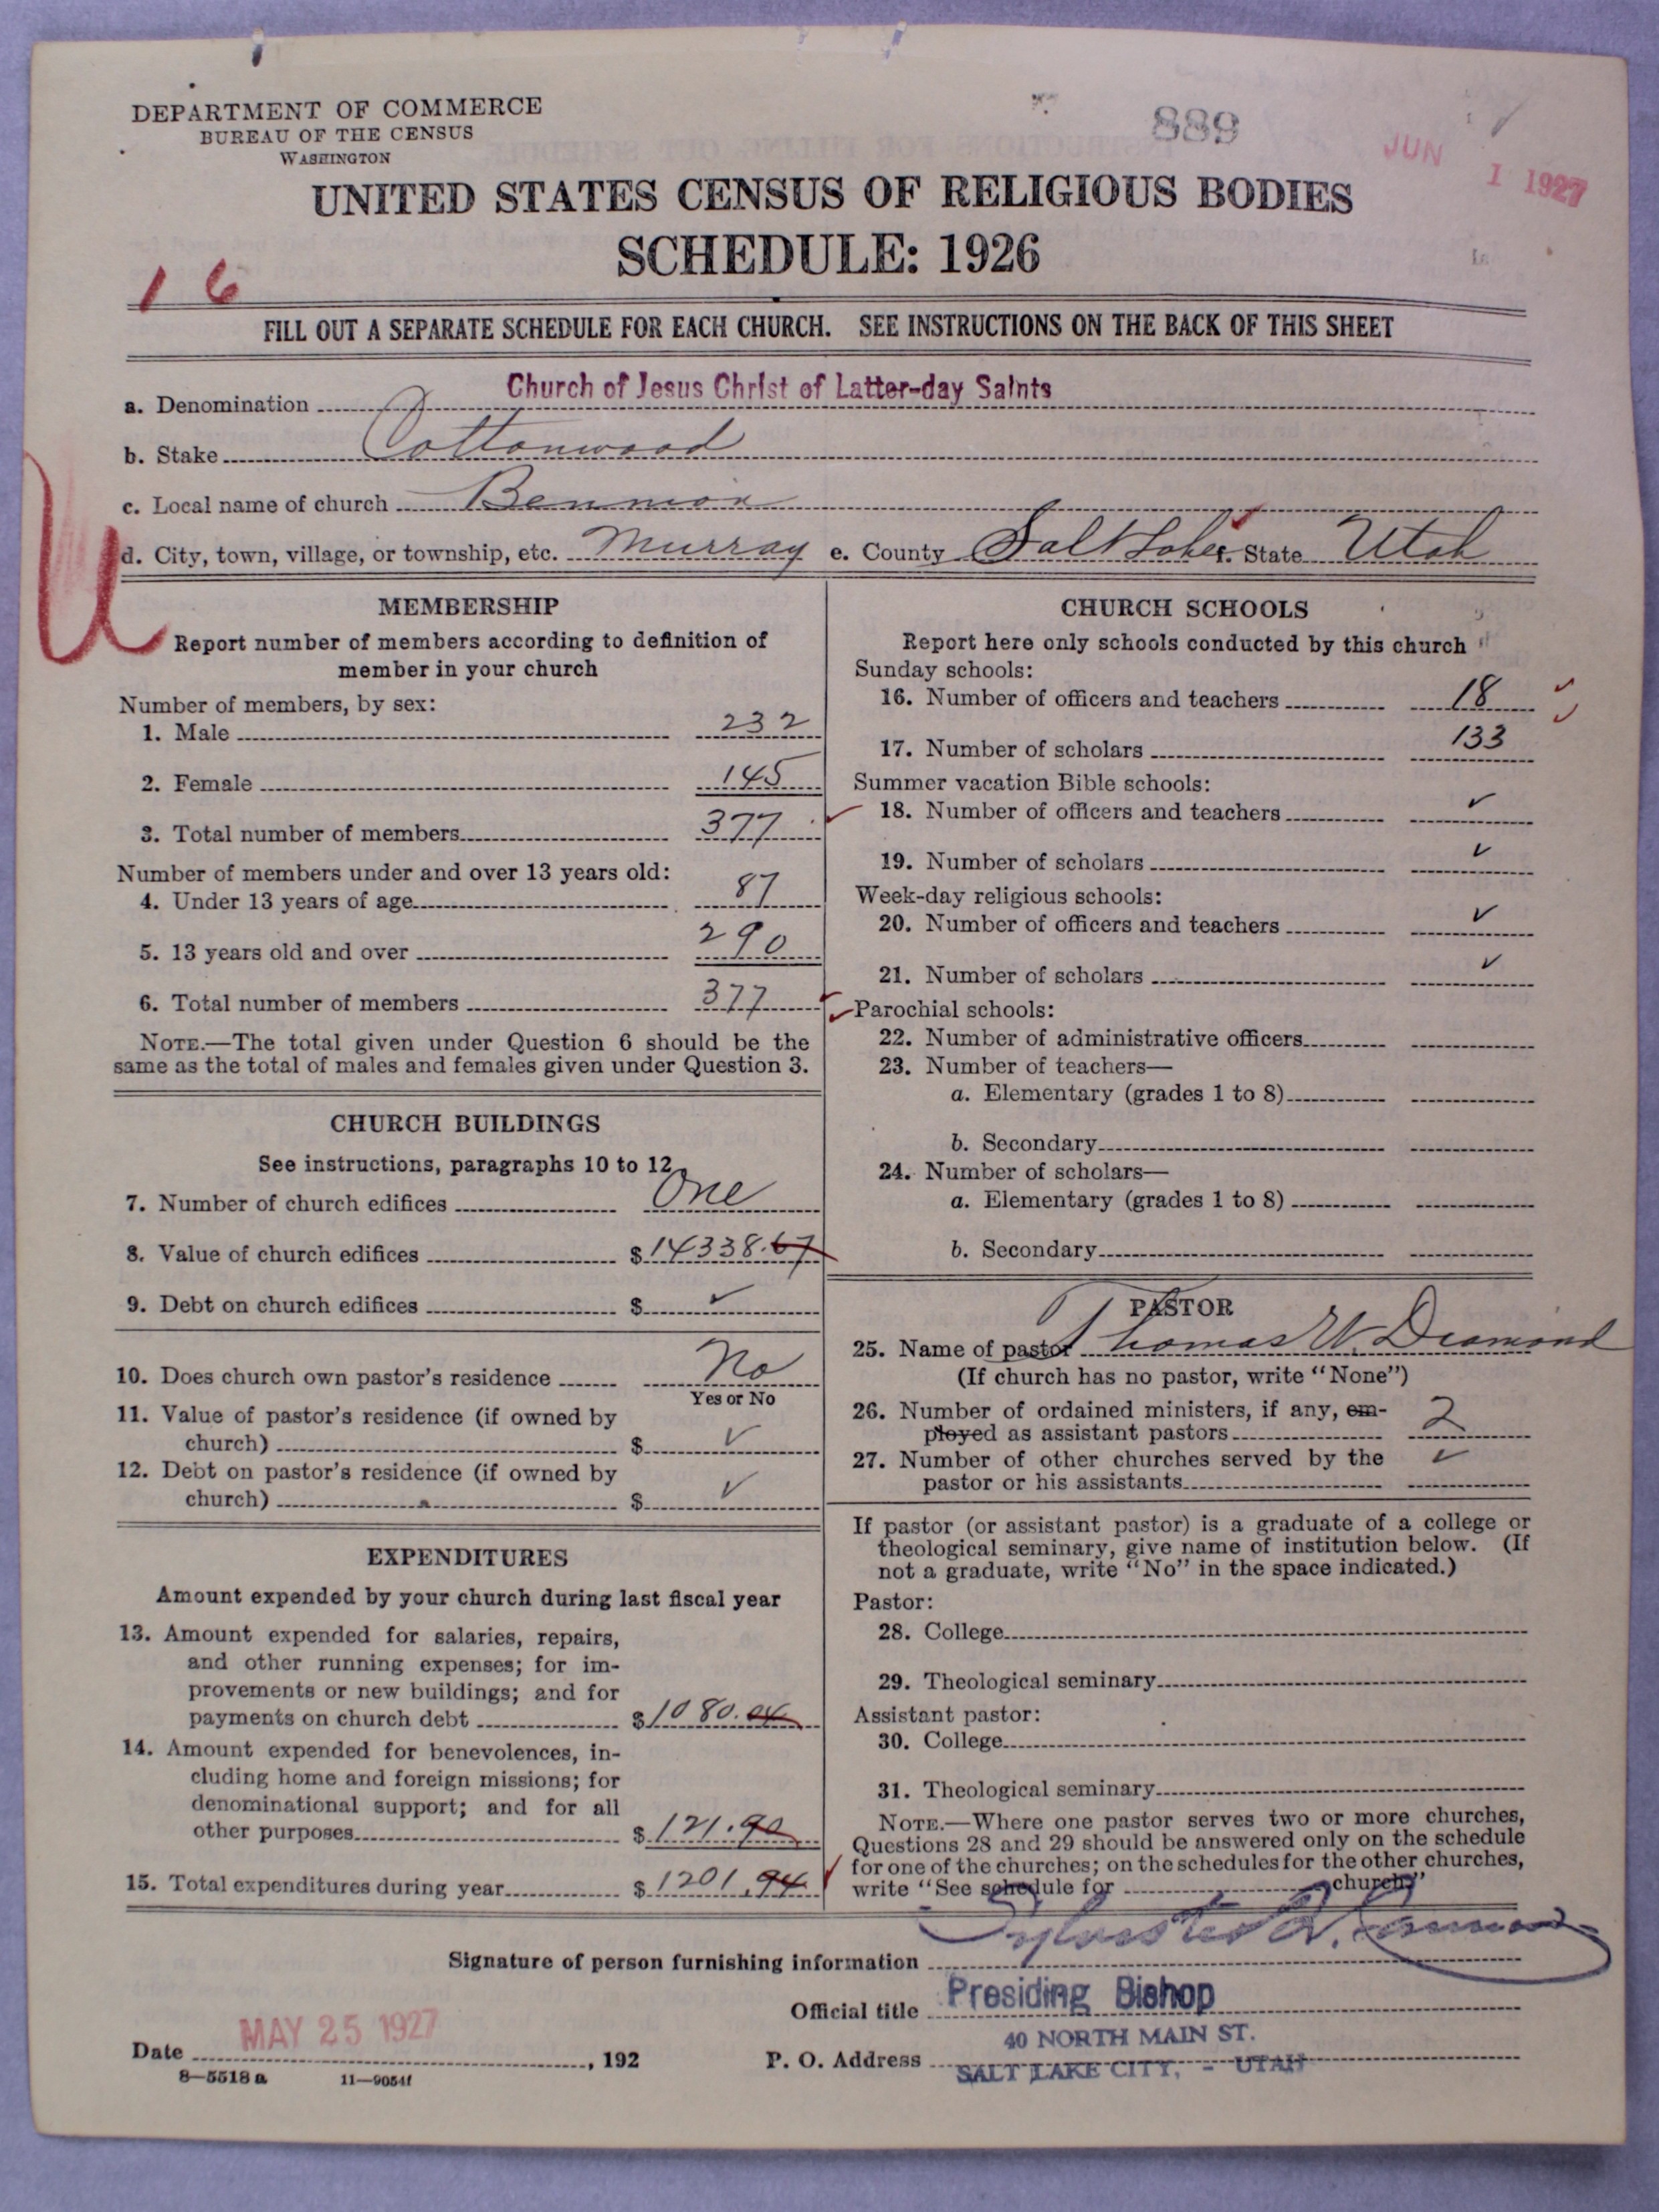 DEPARTMENT OF COMMERCE
BUREAU OF THE CENSUS
WASHINGTON
889
JUN 1 1927
UNITED STATES CENSUS OF RELIGIOUS BODIES
SCHEDULE: 1926
16
FILL OUT A SEPARATE SCHEDULE FOR EACH CHURCH. SEE INSTRUCTIONS ON THE BACK OF THIS SHEET
a. Denomination Church of Jesus Christ of Latter-day Saints
b. Stake Cottonwood
c. Local name of church Bennion
d. City, town, village, or township, etc. Murray e. County Salt Lake f. State Utah
U
MEMBERSHIP
Report number of members according to definition of
member in your church
Number of members, by sex:
1. Male 232
2. Female 145
3. Total number of members 377
Number of members under and over 13 years old:
4. Under 13 years of age 87
5. 13 years old and over 290
6. Total number of members 377
NOTE.—The total given under Question 6 should be the
same as the total of males and females given under Question 3.
CHURCH BUILDINGS
See instructions, paragraphs 10 to 12
7. Number of church edifices One
8. Value of church edifices $14338.67
9. Debt on church edifices $ ✓
10. Does church own pastor's residence No
Yes or No
11. Value of pastor's residence (if owned by
church) $ ✓
12. Debt on pastor's residence (if owned by
church) $ ✓
EXPENDITURES
Amount expended by your church during last fiscal year
13. Amount expended for salaries, repairs,
and other running expenses; for im-
provements or new buildings; and for
payments on church debt $1080.04
14. Amount expended for benevolences, in-
cluding home and foreign missions; for
denominational support; and for all
other purposes $121.90
15. Total expenditures during year $1201.94
CHURCH SCHOOLS
Report here only schools conducted by this church
Sunday schools:
16. Number of officers and teachers 18
17. Number of scholars 133
Summer vacation Bible schools:
18. Number of officers and teachers ✓
19. Number of scholars ✓
Week-day religious schools:
20. Number of officers and teachers ✓
21. Number of scholars ✓
Parochial schools:
22. Number of administrative officers
23. Number of teachers—
a. Elementary (grades 1 to 8)
b. Secondary
24. Number of scholars—
a. Elementary (grades 1 to 8)
b. Secondary
PASTOR
25. Name of pastor Thomas W. Diamond
(If church has no pastor, write "None")
26. Number of ordained ministers, if any, em-
ployed as assistant pastors 2
27. Number of other churches served by the ✓
pastor or his assistants
If pastor (or assistant pastor) is a graduate of a college or
theological seminary, give name of institution below. (If
not a graduate, write "No" in the space indicated.)
Pastor:
28. College
29. Theological seminary
Assistant pastor:
30. College
31. Theological seminary
NOTE.—Where one pastor serves two or more churches,
Questions 28 and 29 should be answered only on the schedule
for one of the churches; on the schedules for the other churches,
write "See schedule for church"
Signature of person furnishing information Sylvester Q. Cannon
Official title Presiding Bishop
Date MAY 25 1927, 192
P. O. Address 40 NORTH MAIN ST.
SALT LAKE CITY, - UTAH
8—5518 a 11—9054f